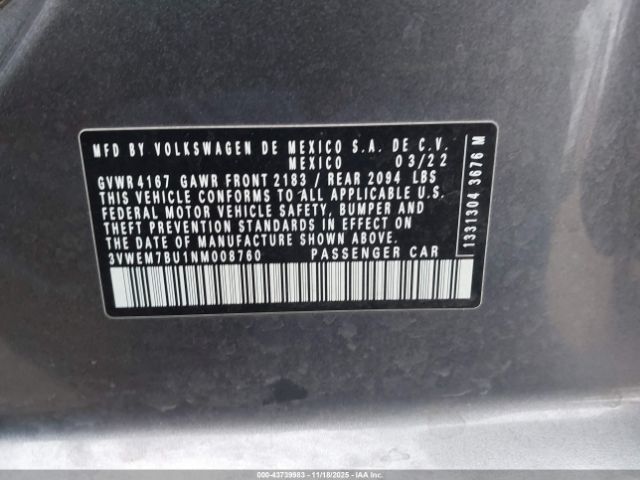 MFD BY VOLKSWAGEN DE MEXICO S.A. DE C.V.
MEXICO 03/22
GVWR 4167 GAWR FRONT 2183 / REAR 2094 LBS
THIS VEHICLE CONFORMS TO ALL APPLICABLE U.S.
FEDERAL MOTOR VEHICLE SAFETY, BUMPER AND
THEFT PREVENTION STANDARDS IN EFFECT ON
THE DATE OF MANUFACTURE SHOWN ABOVE.
3VWEM7BU1NM008760 PASSENGER CAR
1331304 3676 M
000-43739983 - 11/18/2025 - COPART.COM